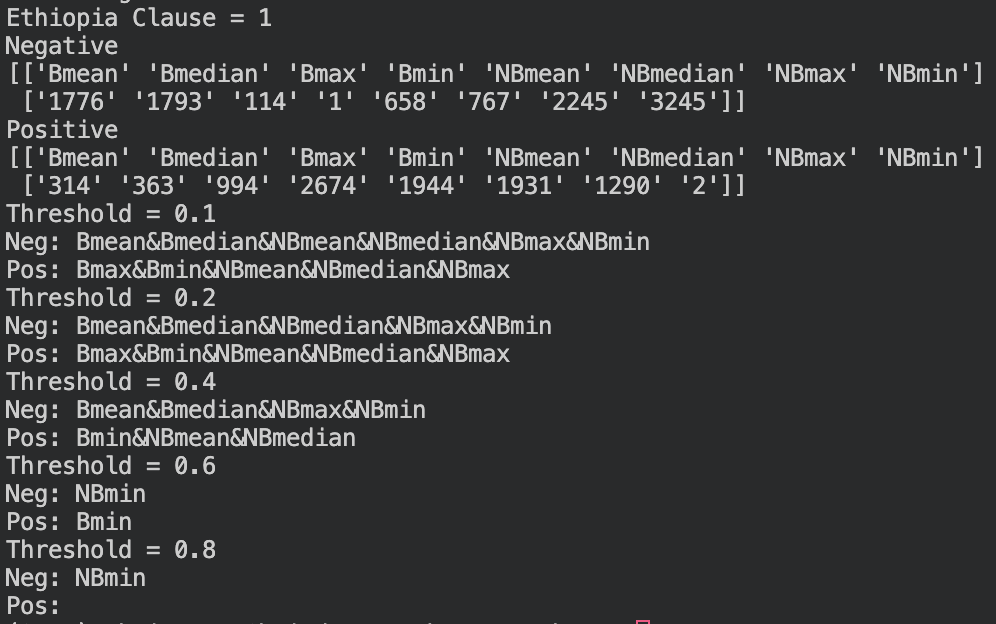 Ethiopia Clause = 1
Negative
[['Bmean' 'Bmedian' 'Bmax' 'Bmin' 'NBmean' 'NBmedian' 'NBmax' 'NBmin']
 ['1776' '1793' '114' '1' '658' '767' '2245' '3245']]
Positive
[['Bmean' 'Bmedian' 'Bmax' 'Bmin' 'NBmean' 'NBmedian' 'NBmax' 'NBmin']
 ['314' '363' '994' '2674' '1944' '1931' '1290' '2']]
Threshold = 0.1
Neg: Bmean&Bmedian&NBmean&NBmedian&NBmax&NBmin
Pos: Bmax&Bmin&NBmean&NBmedian&NBmax
Threshold = 0.2
Neg: Bmean&Bmedian&NBmedian&NBmax&NBmin
Pos: Bmax&Bmin&NBmean&NBmedian&NBmax
Threshold = 0.4
Neg: Bmean&Bmedian&NBmax&NBmin
Pos: Bmin&NBmean&NBmedian
Threshold = 0.6
Neg: NBmin
Pos: Bmin
Threshold = 0.8
Neg: NBmin
Pos: